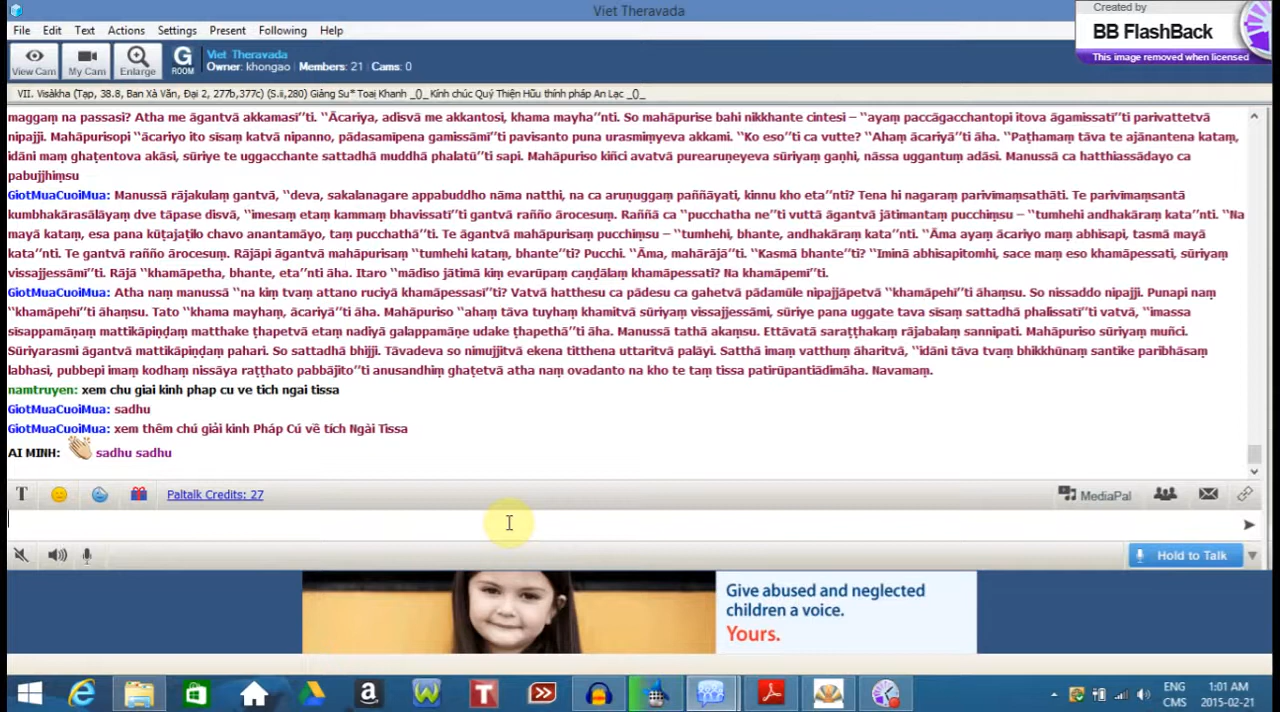 Viet Theravada
Created by
BB FlashBack
This image removed when licensed
File Edit Text Actions Settings Present Following Help
View Cam My Cam Enlarge G ROOM
Viet Theravada
Owner: khongao Members: 21 Cams: 0
VII. Visàkha (Tạp, 38.8, Ban Xà Văn, Đại 2, 277b,377c) (S.ii,280) Giảng Sư* Toại Khanh _()_ Kính chúc Quý Thiện Hữu thính pháp An Lạc _()_
maggaṃ na passasi? Atha me āgantvā akkamasī’’ti. ‘‘Ācariya, adisvā me akkantosi, khama mayha’’nti. So mahāpurise bahi nikkhante cintesi – ‘‘ayaṃ paccāgacchantopi itova āgamissatī’’ti parivattetvā
nipajji. Mahāpurisopi ‘‘ācariyo ito sīsaṃ katvā nipanno, pādasamīpena gamissāmī’’ti pavisanto puna urasmiṃyeva akkami. ‘‘Ko eso’’ti ca vutte? ‘‘Ahaṃ ācariyā’’ti āha. ‘‘Paṭhamaṃ tāva te ajānantena kataṃ,
idāni maṃ ghaṭentova akāsi, sūriye te uggacchante sattadhā muddhā phalatū’’ti sapi. Mahāpuriso kiñci avatvā purearuṇeyeva sūriyaṃ gaṇhi, nāssa uggantuṃ adāsi. Manussā ca hatthiassādayo ca
pabujjhiṃsu
GiotMuaCuoiMua: Manussā rājakulaṃ gantvā, ‘‘deva, sakalanagare appabuddho nāma natthi, na ca aruṇuggaṃ paññāyati, kinnu kho eta’’nti? Tena hi nagaraṃ parivīmaṃsathāti. Te parivīmaṃsantā
kumbhakārasālāyaṃ dve tāpase disvā, ‘‘imesaṃ etaṃ kammaṃ bhavissatī’’ti gantvā rañño ārocesuṃ. Raññā ca ‘‘pucchatha ne’’ti vuttā āgantvā jātimantaṃ pucchiṃsu – ‘‘tumhehi andhakāraṃ kata’’nti. ‘‘Na
mayā kataṃ, esa pana kūṭajaṭilo chavo anantamāyo, taṃ pucchathā’’ti. Te āgantvā mahāpurisaṃ pucchiṃsu – ‘‘tumhehi, bhante, andhakāraṃ kata’’nti. ‘‘Āma ayaṃ ācariyo maṃ abhisapi, tasmā mayā
kata’’nti. Te gantvā rañño ārocesuṃ. Rājāpi āgantvā mahāpurisaṃ ‘‘tumhehi kataṃ, bhante’’ti? Pucchi. ‘‘Āma, mahārājā’’ti. ‘‘Kasmā bhante’’ti? ‘‘Iminā abhisapitomhi, sace maṃ eso khamāpessati, sūriyaṃ
vissajjessāmī’’ti. Rājā ‘‘khamāpetha, bhante, eta’’nti āha. Itaro ‘‘mādiso jātimā kiṃ evarūpaṃ caṇḍālaṃ khamāpessati? Na khamāpemī’’ti.
GiotMuaCuoiMua: Atha naṃ manussā ‘‘na kiṃ tvaṃ attano ruciyā khamāpessasī’’ti? Vatvā hatthesu ca pādesu ca gahetvā pādamūle nipajjāpetvā ‘‘khamāpehī’’ti āhaṃsu. So nissaddo nipajji. Punapi naṃ
‘‘khamāpehī’’ti āhaṃsu. Tato ‘‘khama mayhaṃ, ācariyā’’ti āha. Mahāpuriso ‘‘ahaṃ tāva tuyhaṃ khamitvā sūriyaṃ vissajjessāmi, sūriye pana uggate tava sīsaṃ sattadhā phalissatī’’ti vatvā, ‘‘imassa
sīsappamāṇaṃ mattikāpiṇḍaṃ matthake ṭhapetvā etaṃ nadiyā galappamāṇe udake ṭhapethā’’ti āha. Manussā tathā akaṃsu. Ettāvatā saraṭṭhakaṃ rājabalaṃ sannipati. Mahāpuriso sūriyaṃ muñci.
Sūriyarasmi āgantvā mattikāpiṇḍaṃ pahari. So sattadhā bhijji. Tāvadeva so nimujjitvā ekena titthena uttaritvā palāyi. Satthā imaṃ vatthuṃ āharitvā, ‘‘idāni tāva tvaṃ bhikkhūnaṃ santike paribhāsaṃ
labhasi, pubbepi imaṃ kodhaṃ nissāya raṭṭhato pabbājito’’ti anusandhiṃ ghaṭetvā atha naṃ ovadanto na kho te taṃ tissa patirūpantiādimāha. Navamaṃ.
namtruyen: xem chu giai kinh phap cu ve tich ngai tissa
GiotMuaCuoiMua: sadhu
GiotMuaCuoiMua: xem thêm chú giải kinh Pháp Cú về tích Ngài Tissa
AI MINH: sadhu sadhu
T Paltalk Credits: 27 MediaPal
Hold to Talk
Give abused and neglected
children a voice.
Yours.
ENG 1:01 AM
CMS 2015-02-21